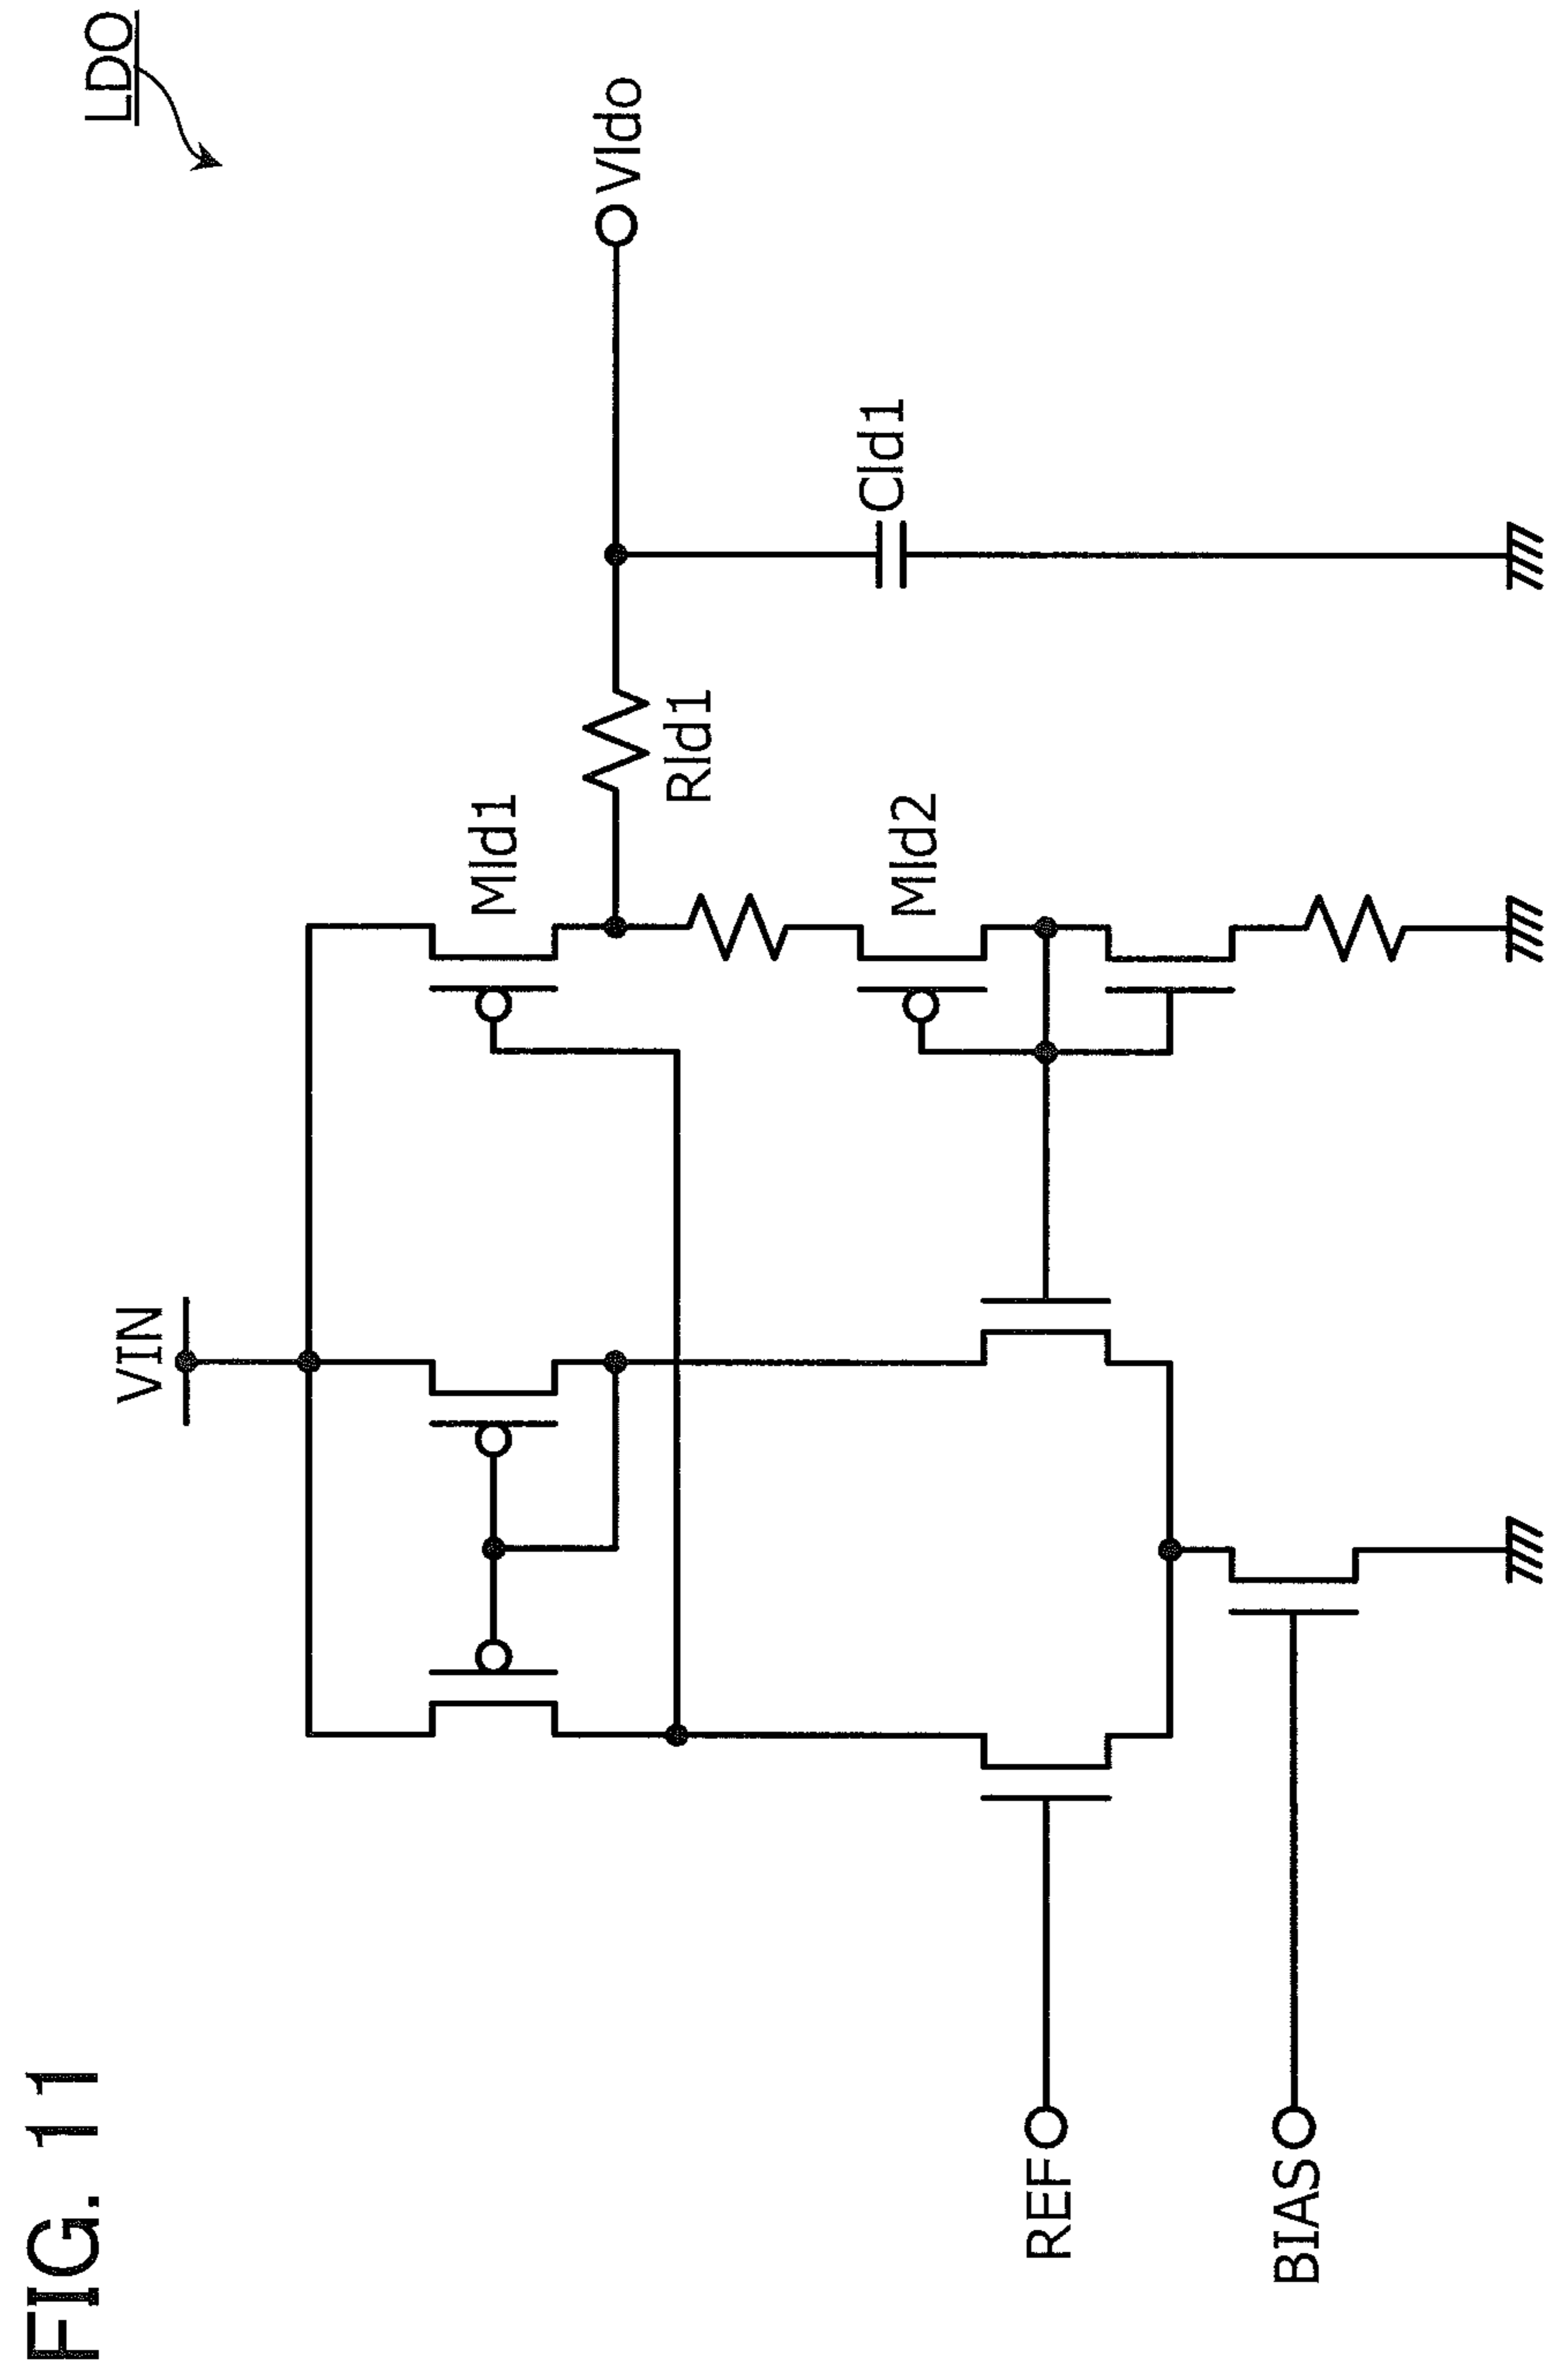 FIG. 11
LDO
VIN
Mld1
Vldo
Rld1
Cld1
Mld2
REF
BIAS